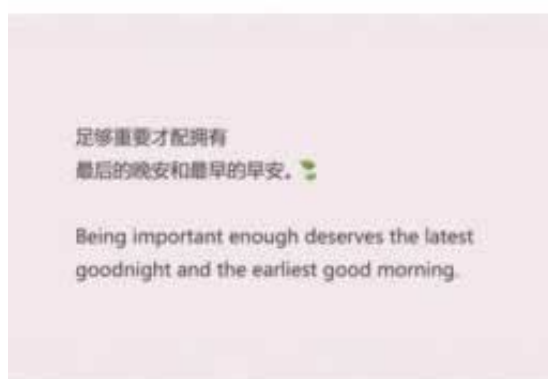 足够重要才配拥有
最后的晚安和最早的早安。🌿
Being important enough deserves the latest
goodnight and the earliest good morning.